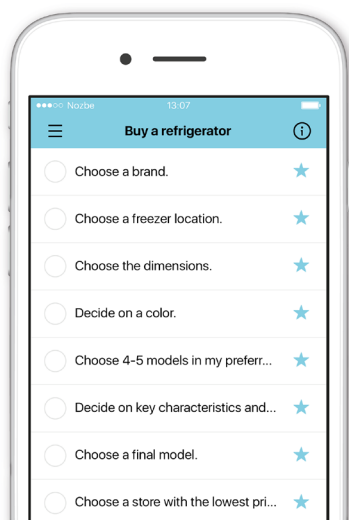 Nozbe 13:07
Buy a refrigerator
Choose a brand.
Choose a freezer location.
Choose the dimensions.
Decide on a color.
Choose 4-5 models in my preferr...
Decide on key characteristics and...
Choose a final model.
Choose a store with the lowest pri...